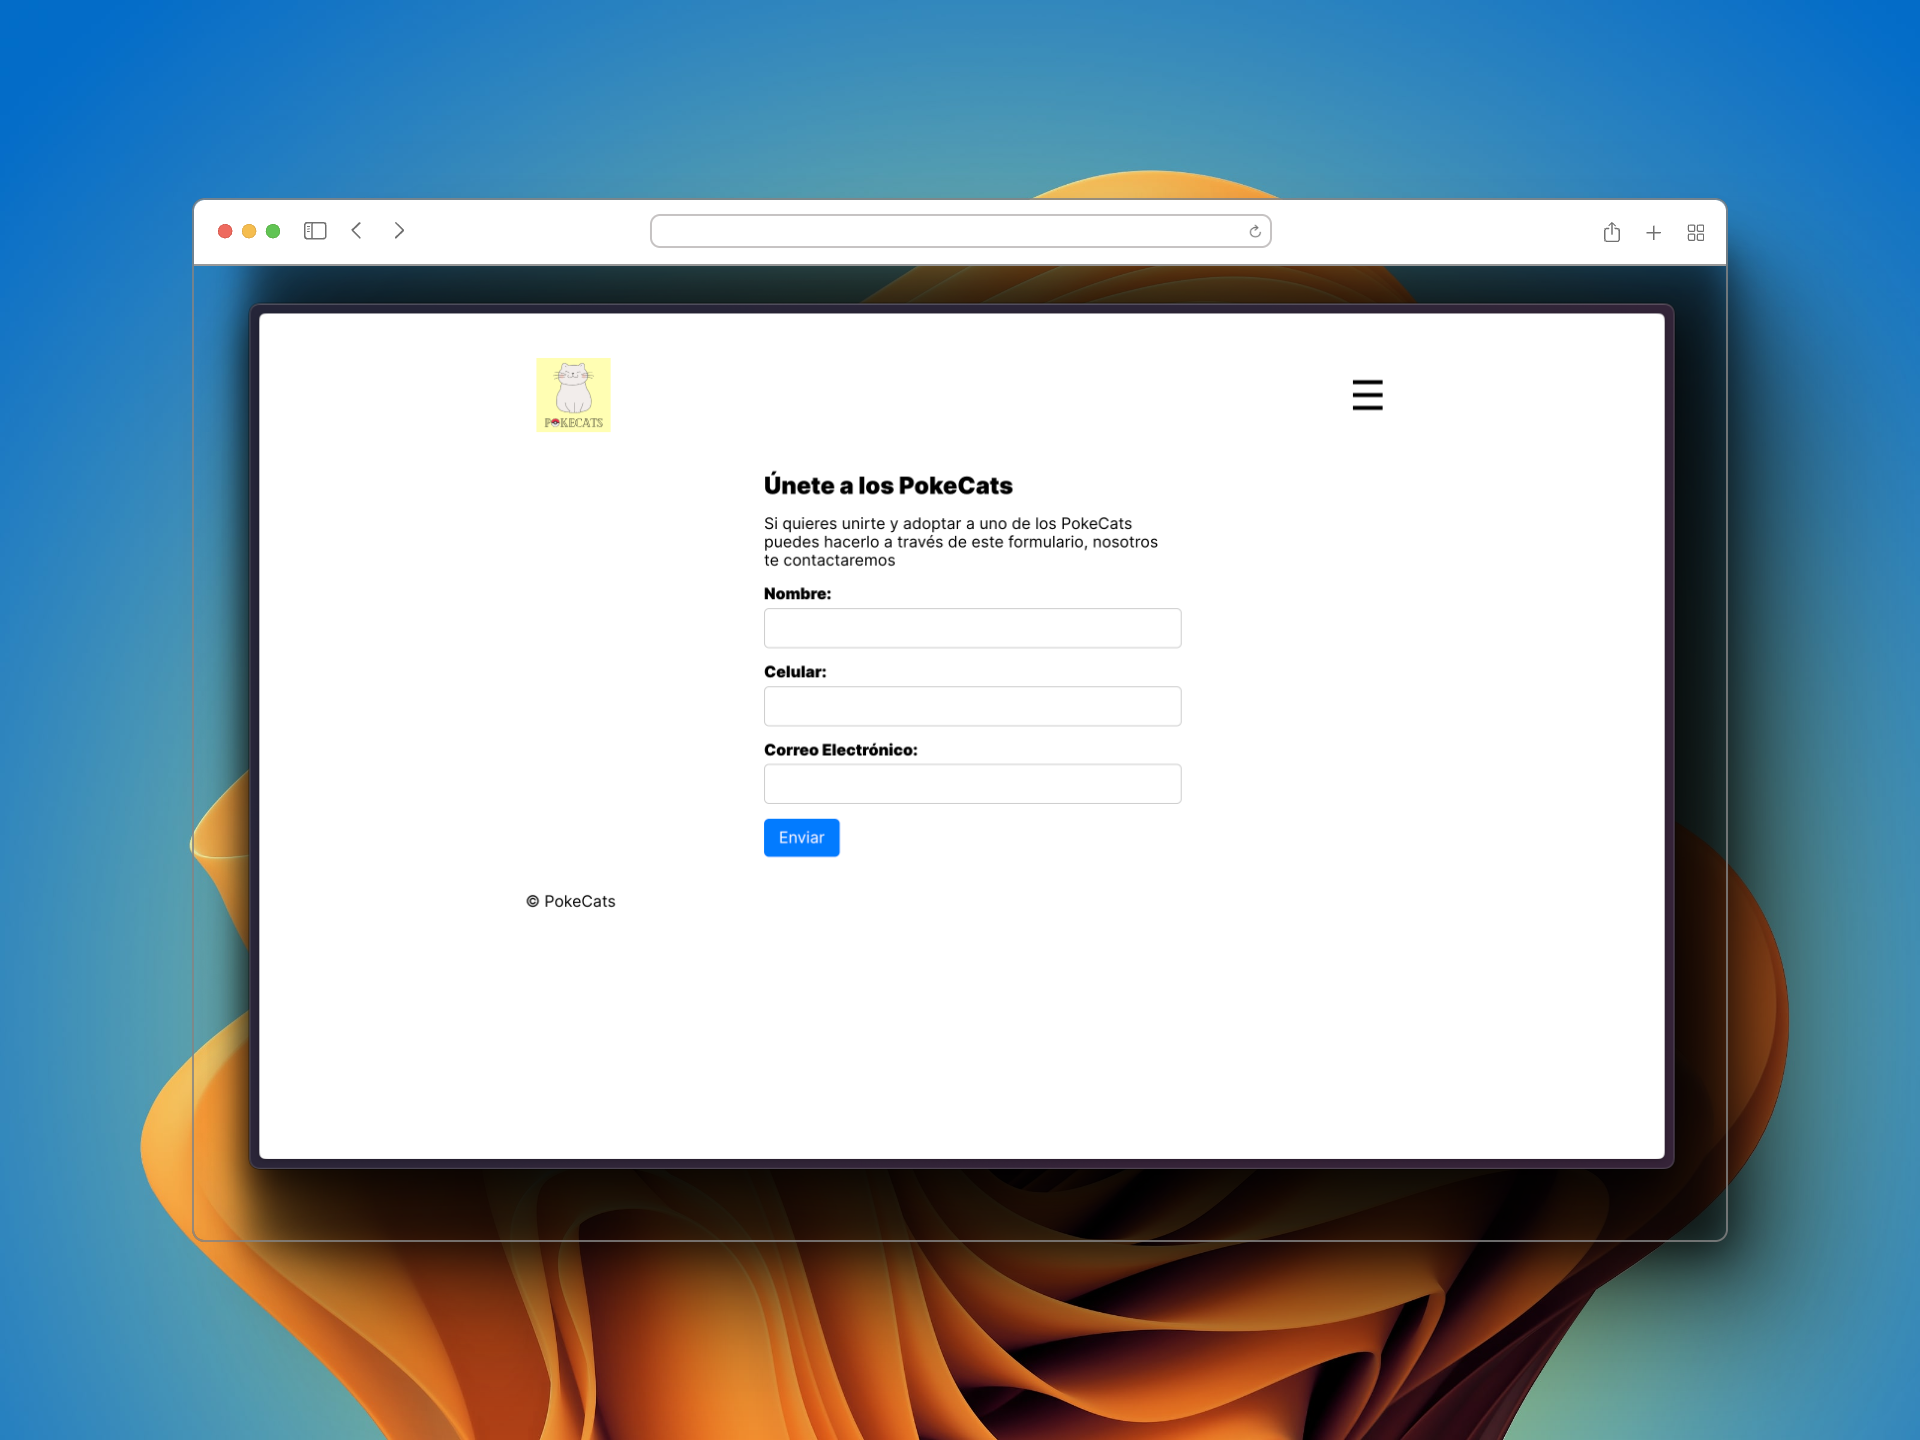 POKECATS
Únete a los PokeCats
Si quieres unirte y adoptar a uno de los PokeCats
puedes hacerlo a través de este formulario, nosotros
te contactaremos
Nombre:
Celular:
Correo Electrónico:
Enviar
© PokeCats